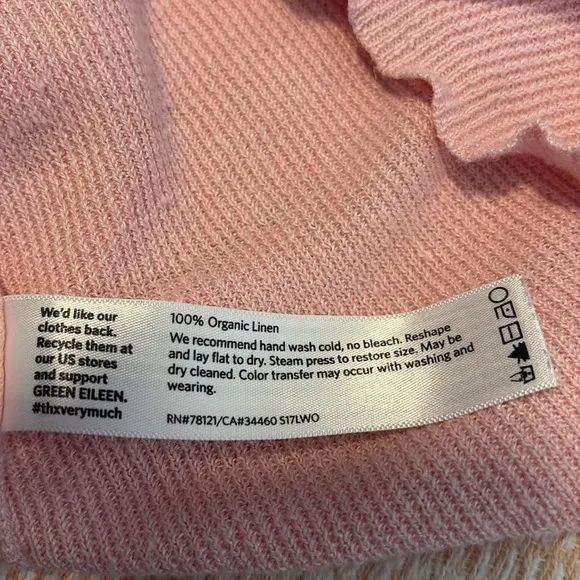 We'd like our
clothes back.
Recycle them at
our US stores
and support
GREEN EILEEN.
#thxverymuch
100% Organic Linen
We recommend hand wash cold, no bleach. Reshape
and lay flat to dry. Steam press to restore size. May be
dry cleaned. Color transfer may occur with washing and
wearing.
RN#78121/CA#34460 S17LWO